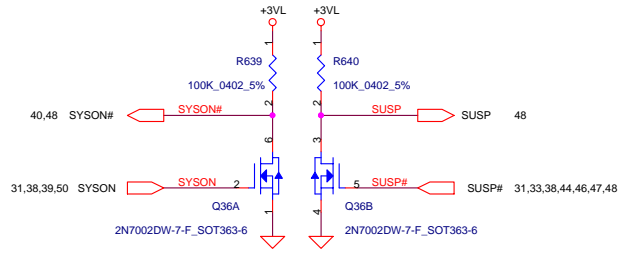 +3VL +3VL
1 1
R639 R640
100K_0402_5% 100K_0402_5%
2 2
40,48 SYSON# SYSON# SUSP SUSP 48
6 3
31,38,39,50 SYSON SYSON 2 5 SUSP# SUSP# 31,33,38,44,46,47,48
Q36A Q36B
1 4
2N7002DW-7-F_SOT363-6 2N7002DW-7-F_SOT363-6